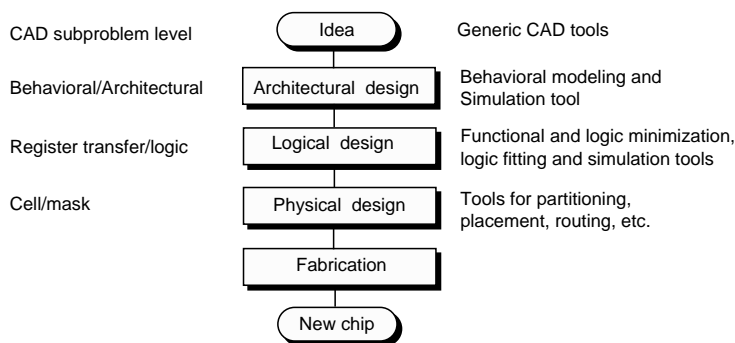 CAD subproblem level
Idea
Generic CAD tools
Behavioral/Architectural
Architectural design
Behavioral modeling and
Simulation tool
Register transfer/logic
Logical design
Functional and logic minimization,
logic fitting and simulation tools
Cell/mask
Physical design
Tools for partitioning,
placement, routing, etc.
Fabrication
New chip